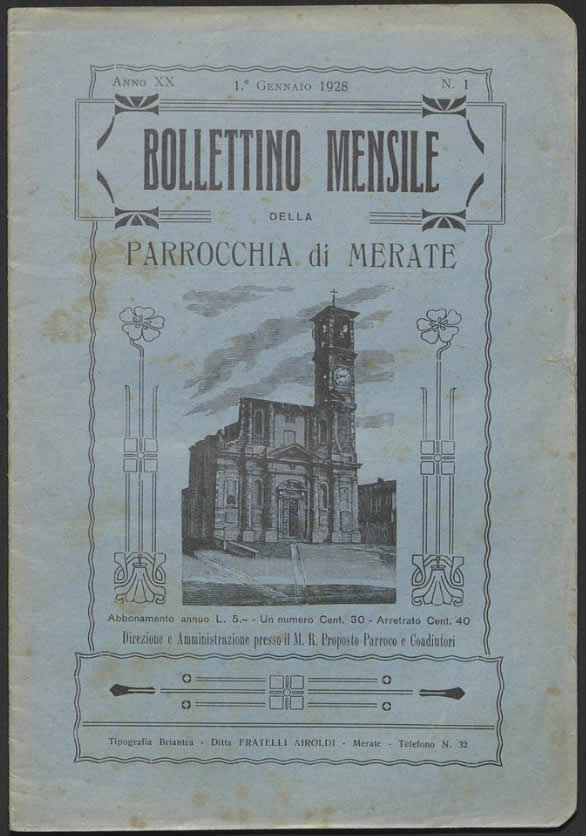 Anno XX
1.° Gennaio 1928
N. 1
BOLLETTINO MENSILE
DELLA
PARROCCHIA di MERATE
Abbonamento annuo L. 5.- - Un numero Cent. 30 - Arretrato Cent. 40
Direzione e Amministrazione presso il M. R. Proposto Parroco e Coadiutori
Tipografia Briantea - Ditta FRATELLI AIROLDI - Merate - Telefono N. 32